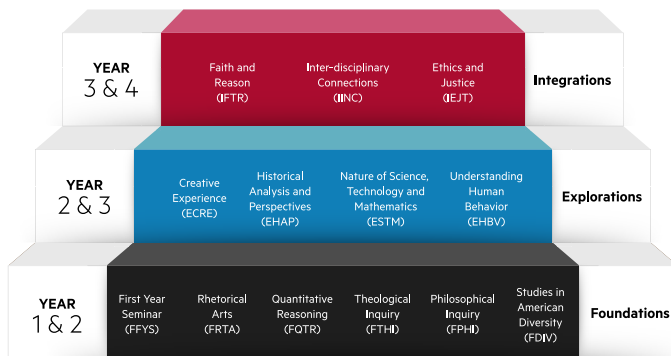 YEAR
3 & 4
Faith and
Reason
(IFTR)
Inter-disciplinary
Connections
(IINC)
Ethics and
Justice
(IEJT)
Integrations
YEAR
2 & 3
Creative
Experience
(ECRE)
Historical
Analysis and
Perspectives
(EHAP)
Nature of Science,
Technology and
Mathematics
(ESTM)
Understanding
Human
Behavior
(EHBV)
Explorations
YEAR
1 & 2
First Year
Seminar
(FFYS)
Rhetorical
Arts
(FRTA)
Quantitative
Reasoning
(FQTR)
Theological
Inquiry
(FTHI)
Philosophical
Inquiry
(FPHI)
Studies in
American
Diversity
(FDIV)
Foundations